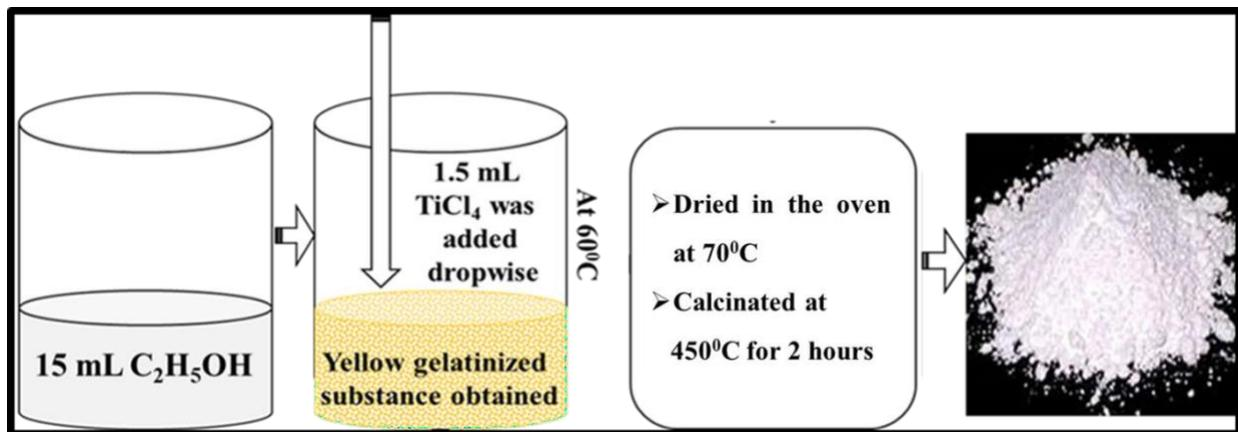 15 mL C₂H₅OH
1.5 mL
TiCl₄ was
added
dropwise
At 60⁰C
Yellow gelatinized
substance obtained
➢Dried in the oven
at 70⁰C
➢Calcinated at
450⁰C for 2 hours